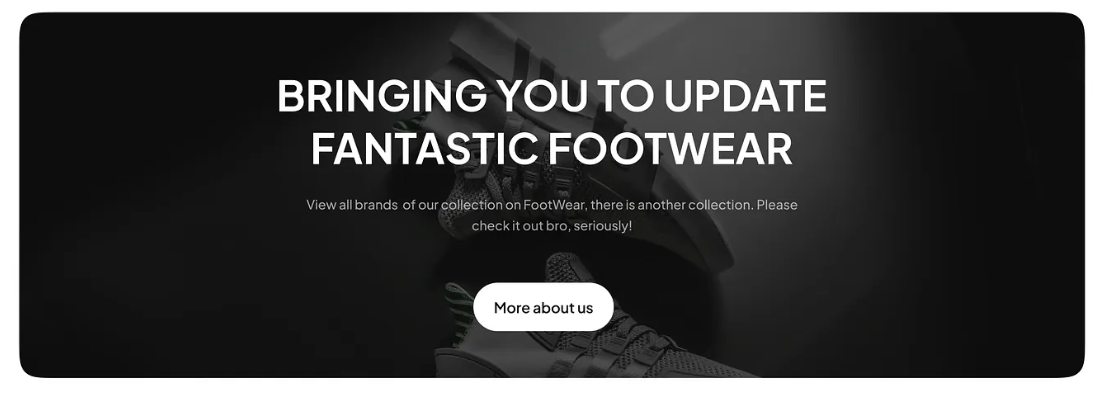 BRINGING YOU TO UPDATE
FANTASTIC FOOTWEAR
View all brands of our collection on FootWear, there is another collection. Please
check it out bro, seriously!
More about us